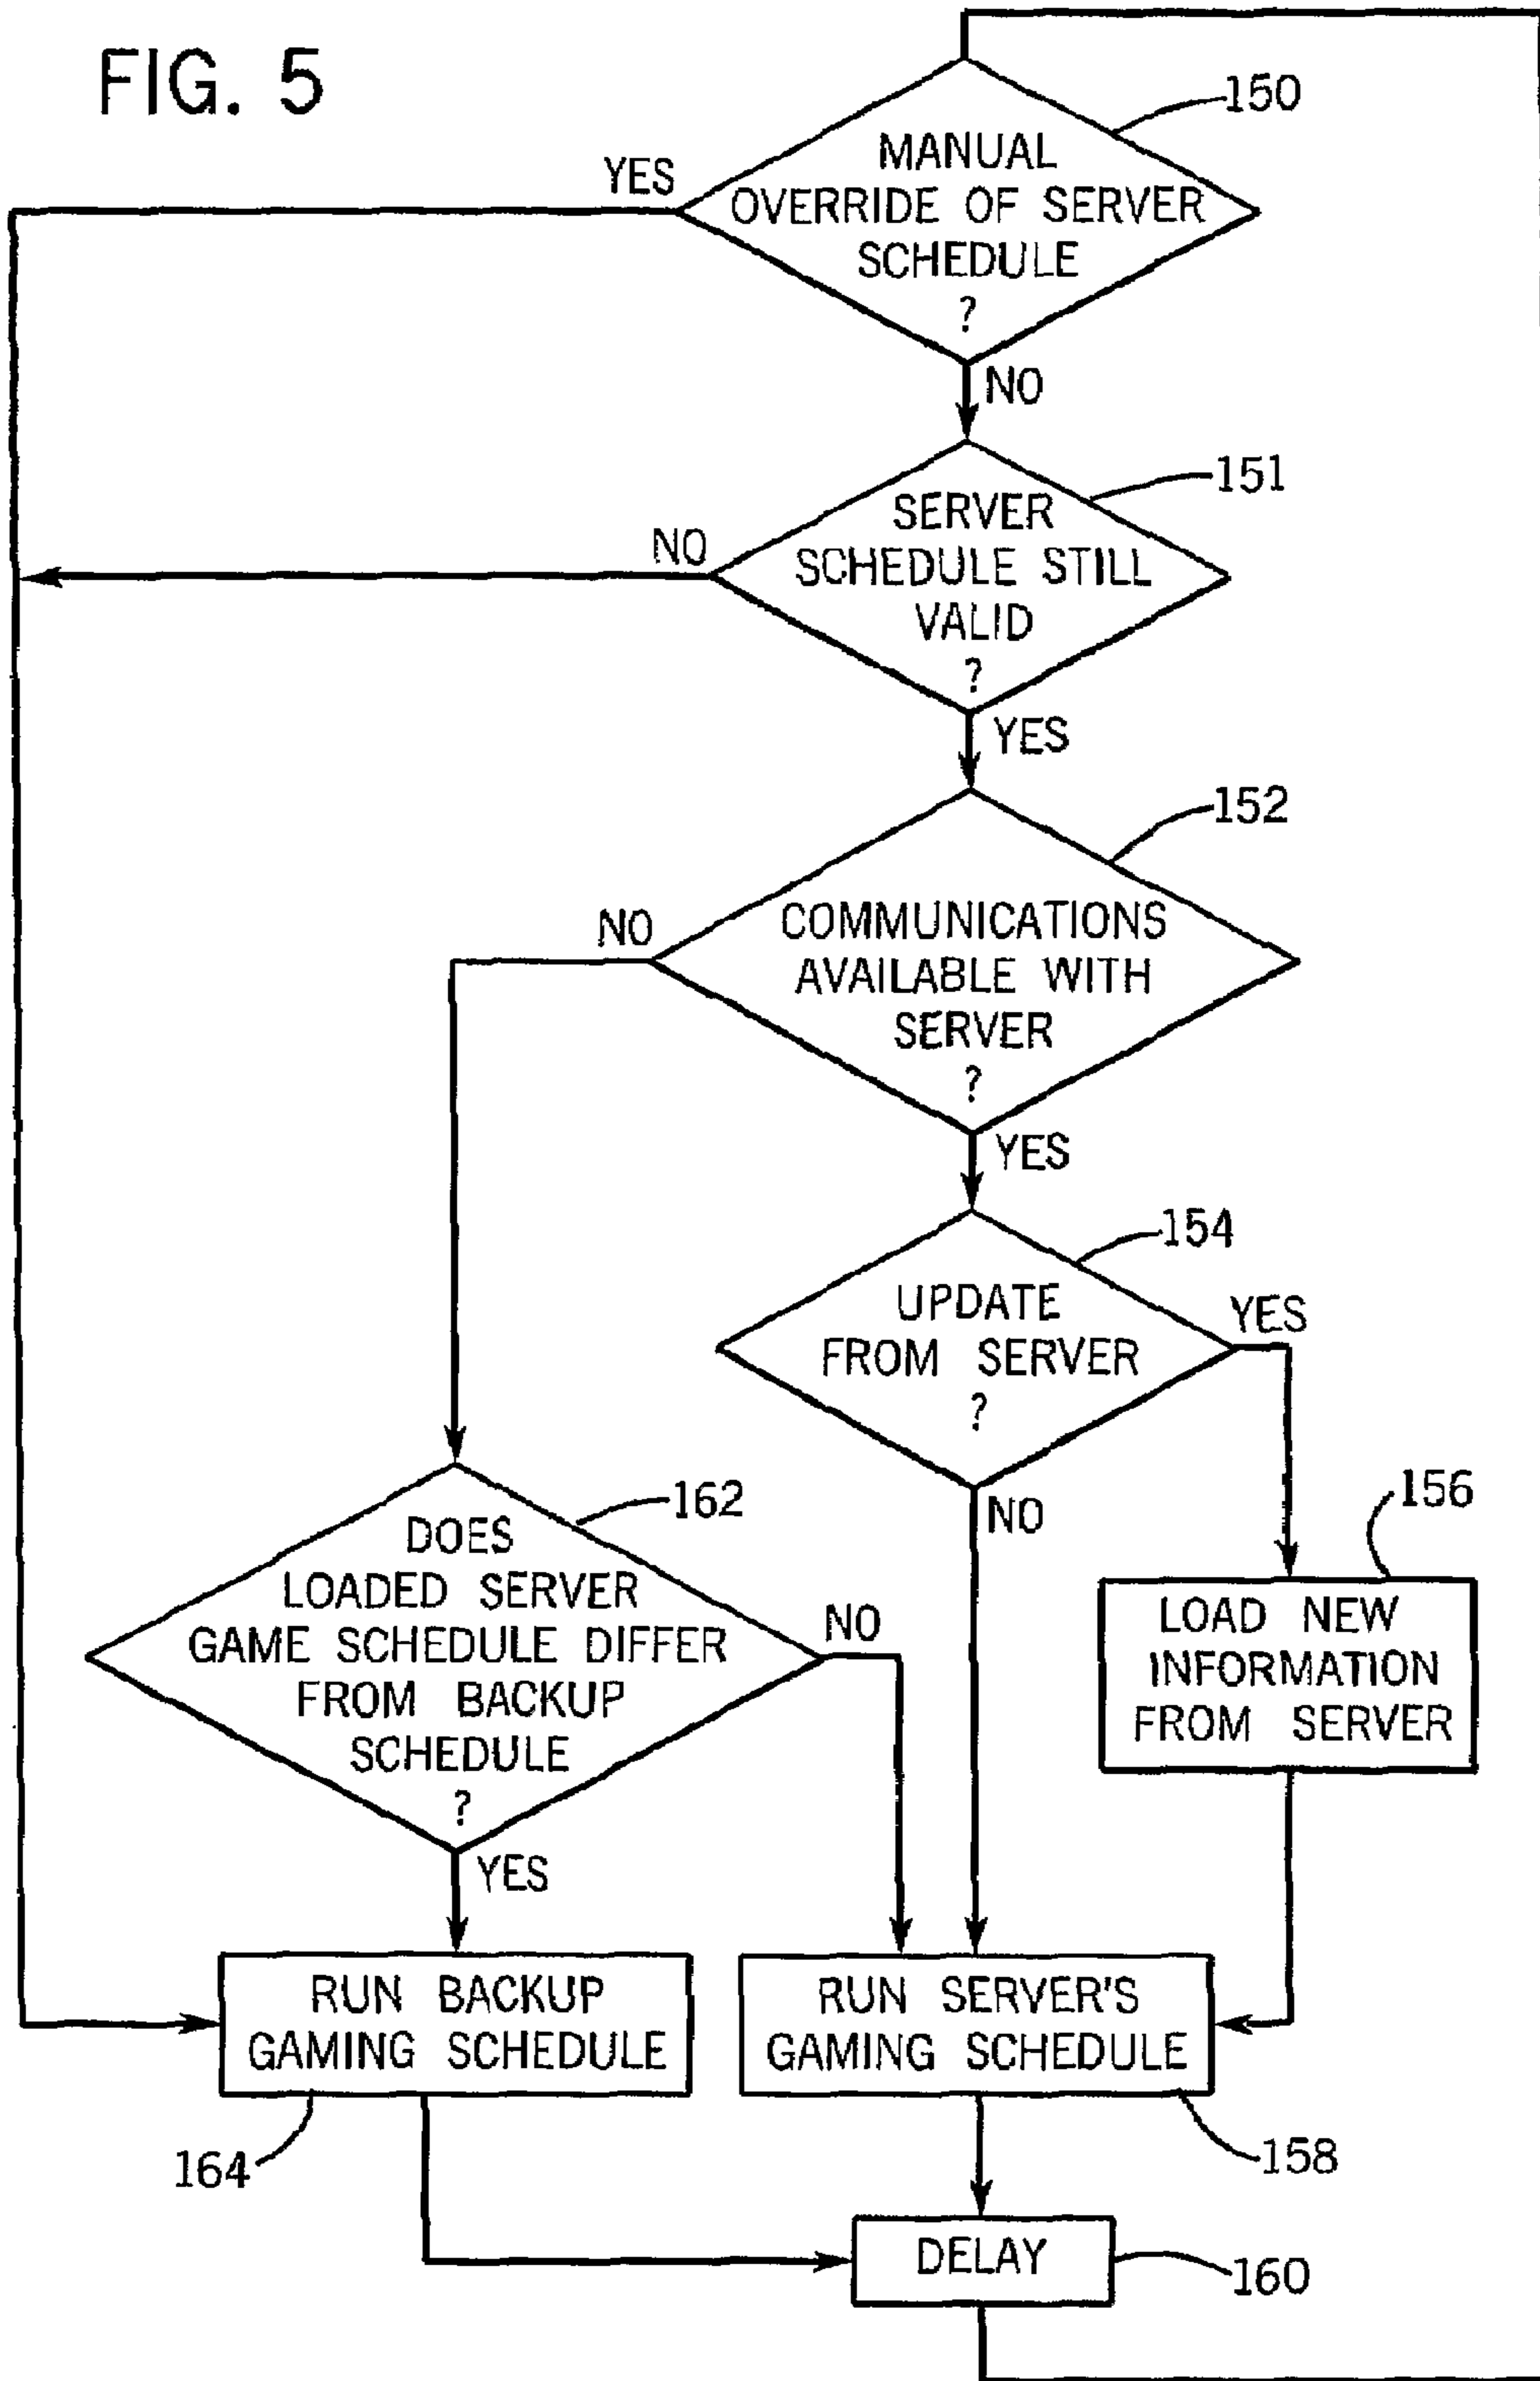 FIG. 5
150
MANUAL
OVERRIDE OF SERVER
SCHEDULE
?
YES
NO
151
SERVER
SCHEDULE STILL
VALID
?
NO
YES
152
COMMUNICATIONS
AVAILABLE WITH
SERVER
?
NO
YES
154
UPDATE
FROM SERVER
?
YES
NO
156
LOAD NEW
INFORMATION
FROM SERVER
162
DOES
LOADED SERVER
GAME SCHEDULE DIFFER
FROM BACKUP
SCHEDULE
?
NO
YES
RUN BACKUP
GAMING SCHEDULE
164
RUN SERVER'S
GAMING SCHEDULE
158
DELAY
160